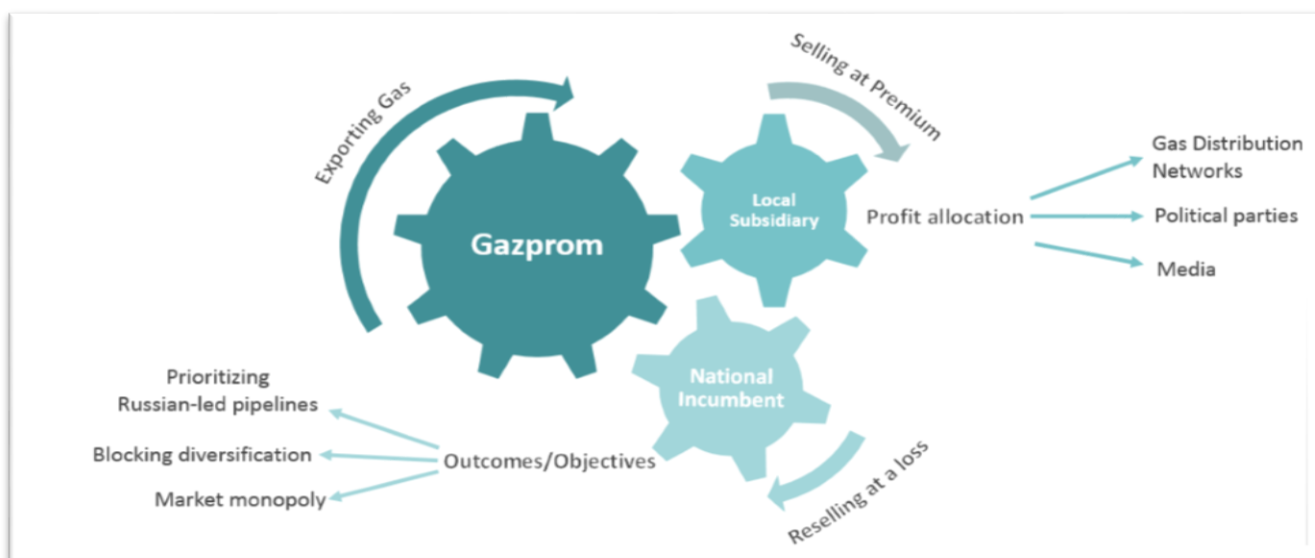 Exporting Gas
Gazprom
Selling at Premium
Local
Subsidiary
Profit allocation
Gas Distribution
Networks
Political parties
Media
National
Incumbent
Reselling at a loss
Outcomes/Objectives
Prioritizing
Russian-led pipelines
Blocking diversification
Market monopoly